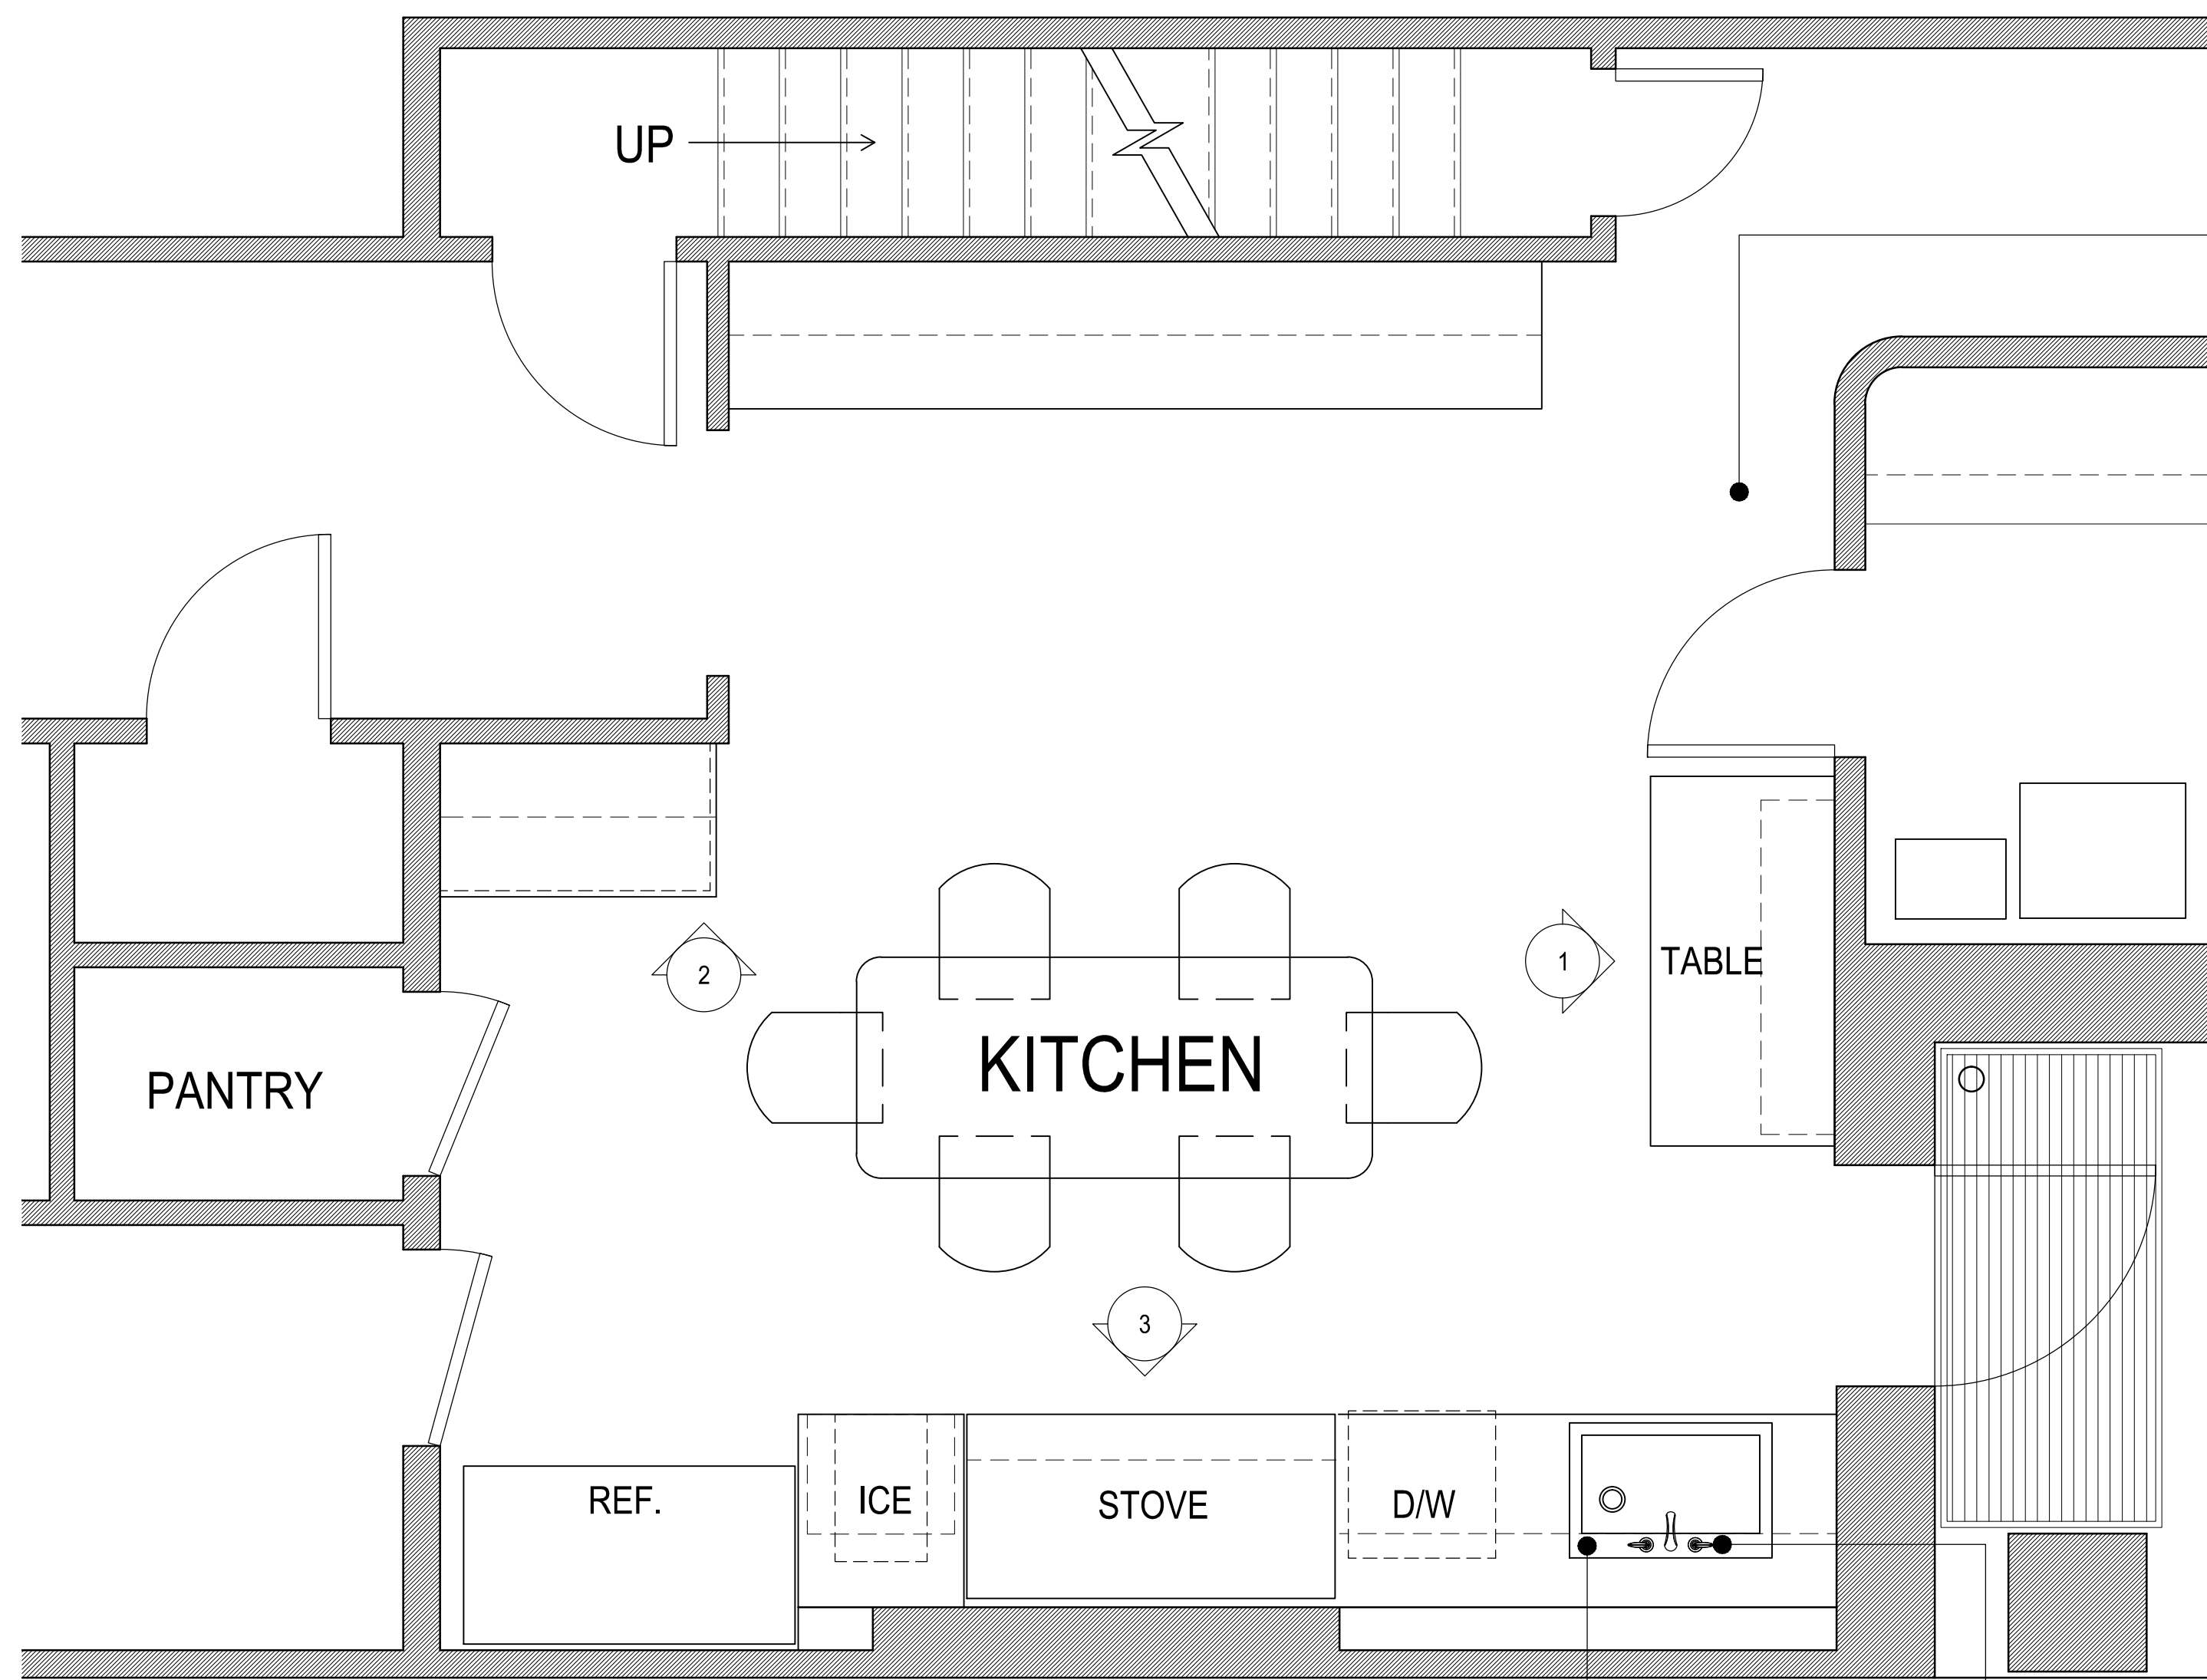 UP
2
1
TABLE
KITCHEN
PANTRY
3
REF.
ICE
STOVE
D/W